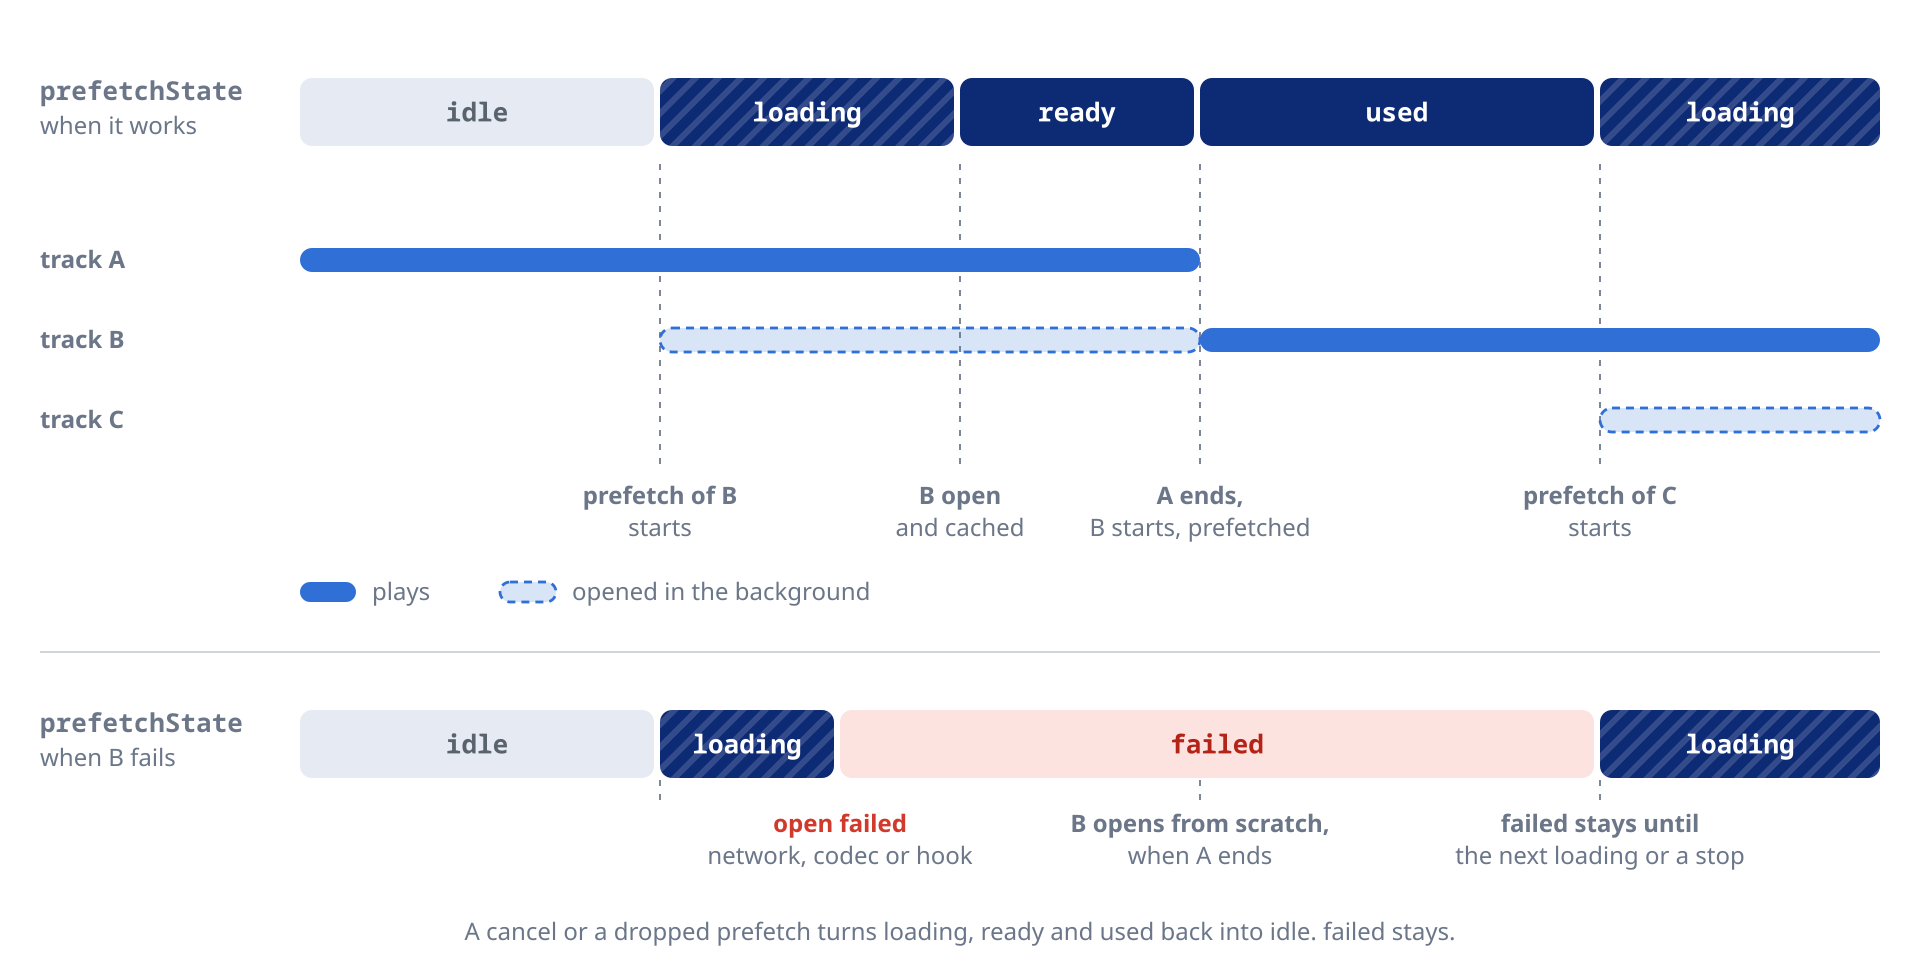 prefetchState
when it works
idle
loading
ready
used
loading
track A
track B
track C
prefetch of B
starts
B open
and cached
A ends,
B starts, prefetched
prefetch of C
starts
plays
opened in the background
prefetchState
when B fails
idle
loading
failed
loading
open failed
network, codec or hook
B opens from scratch,
when A ends
failed stays until
the next loading or a stop
A cancel or a dropped prefetch turns loading, ready and used back into idle. failed stays.